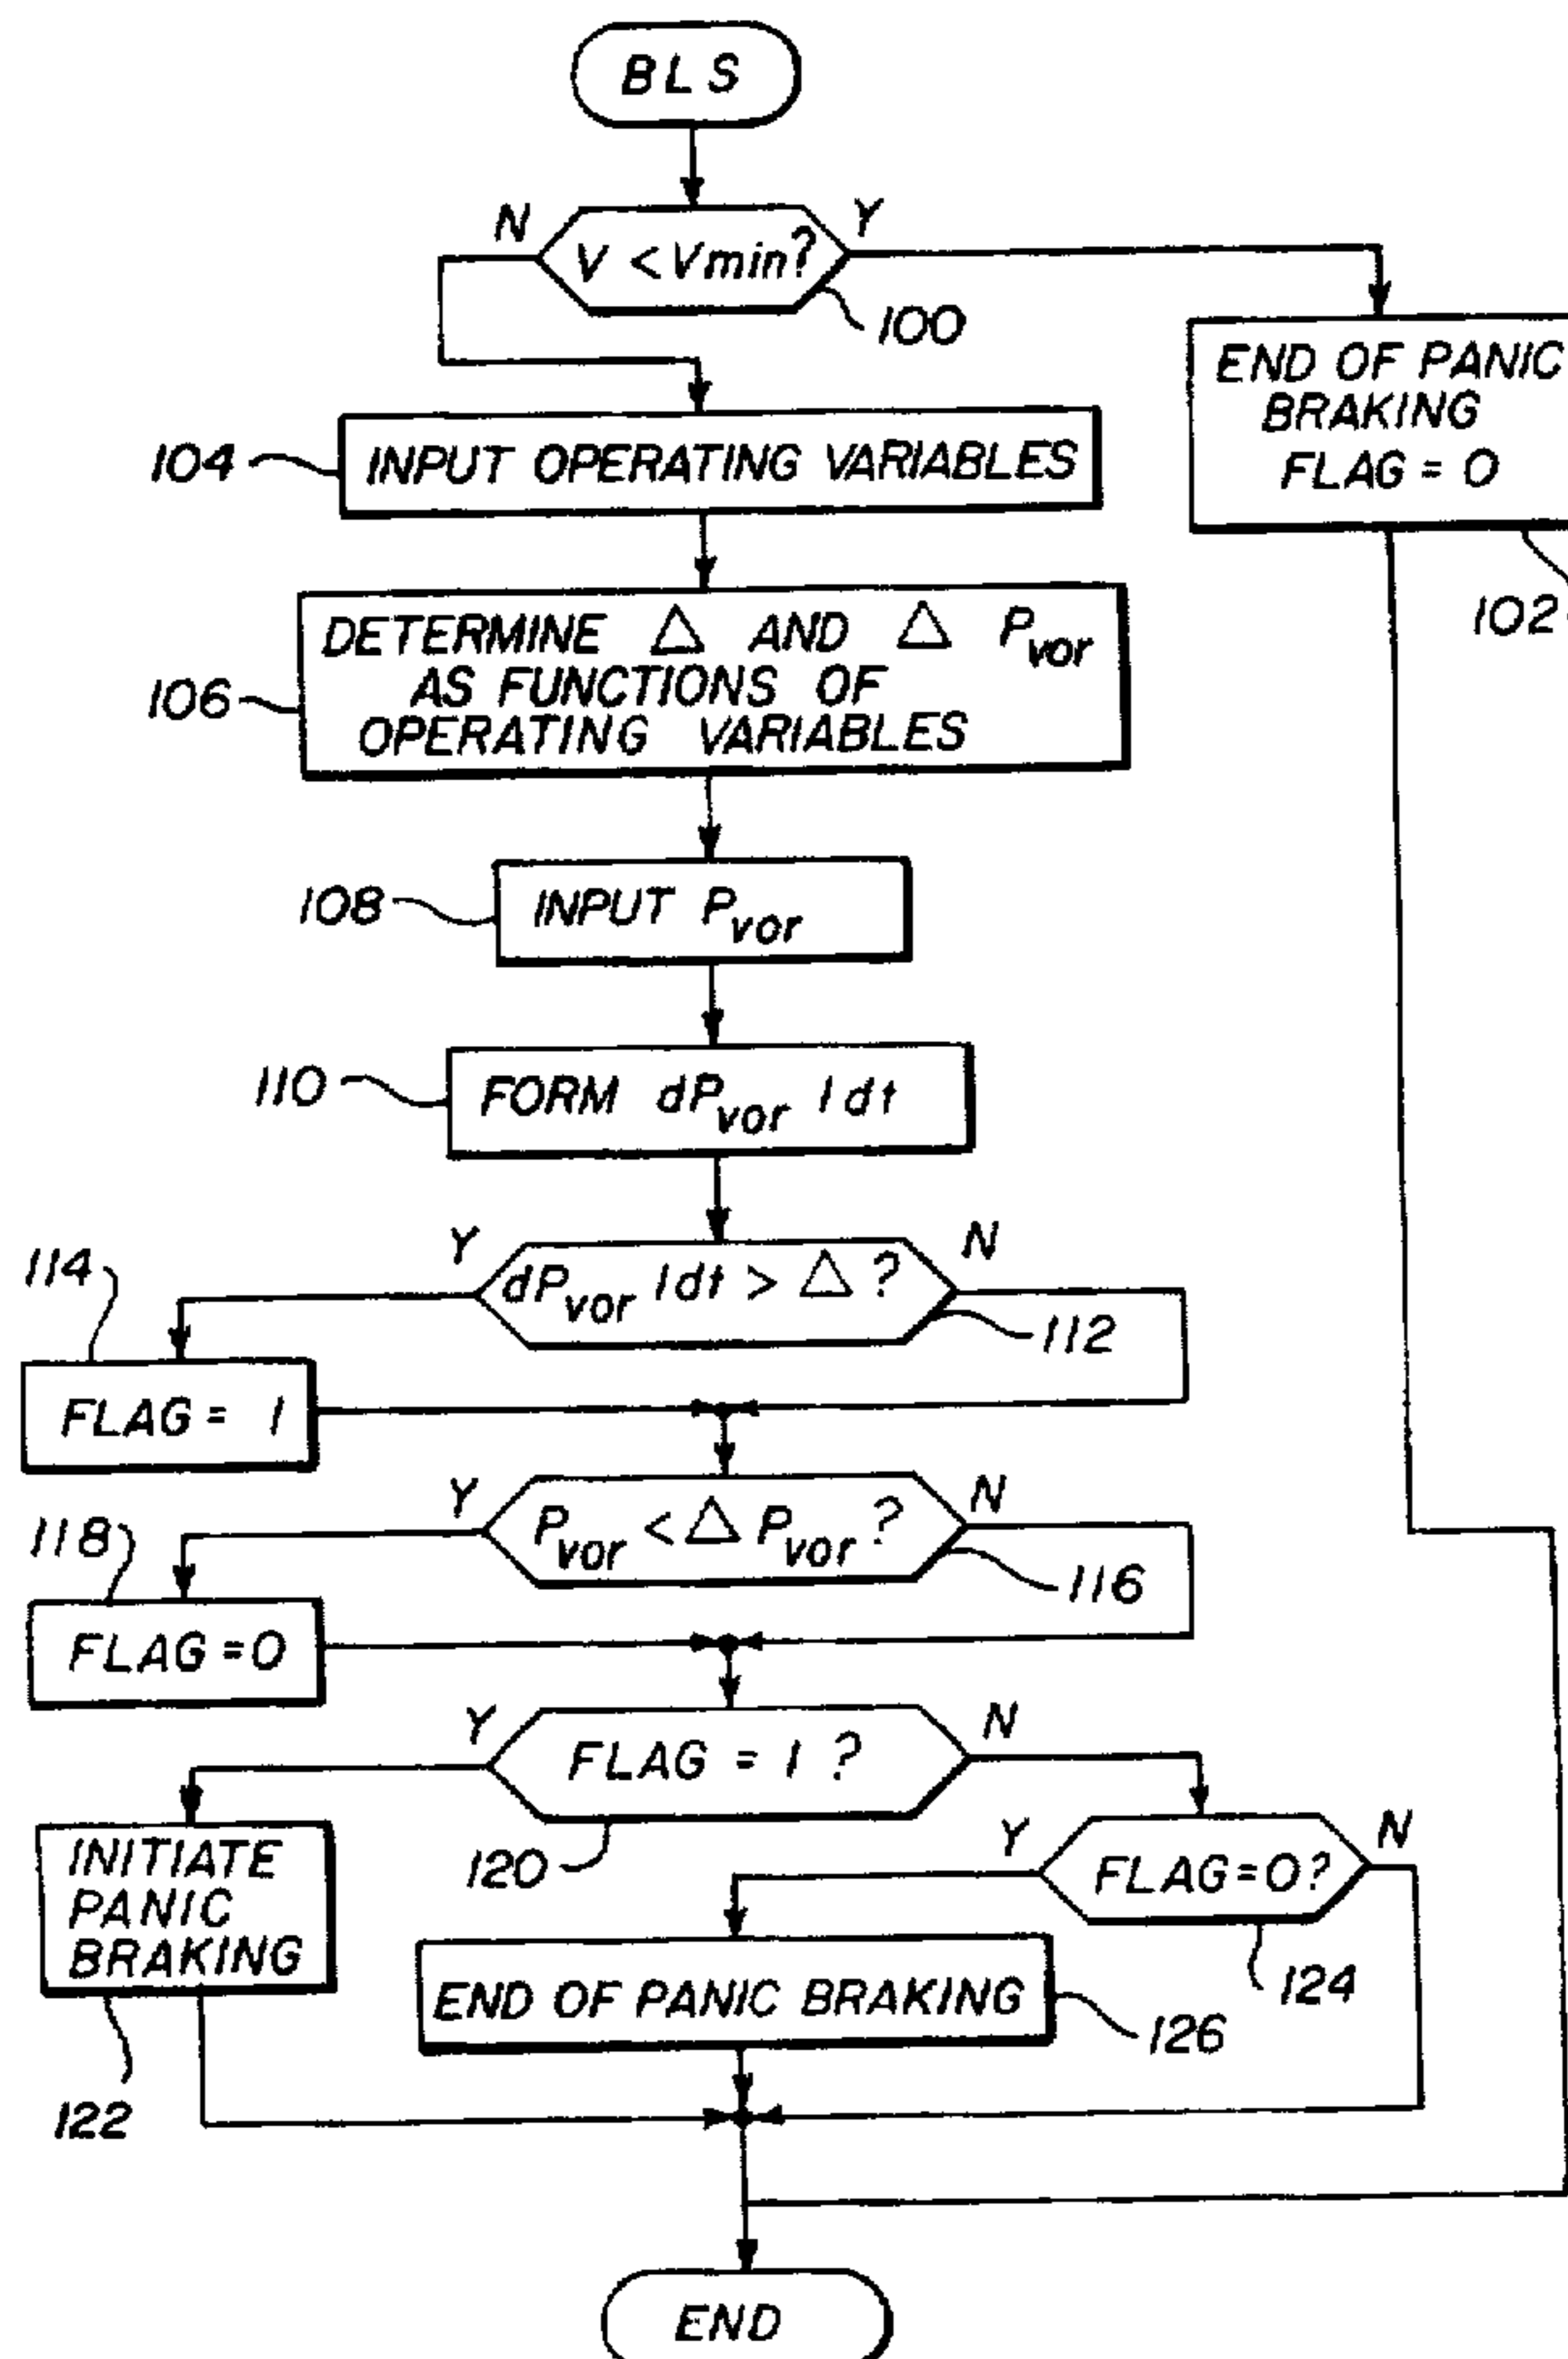 BLS
N
Y
V < Vmin?
100
END OF PANIC
BRAKING
FLAG = 0
102
104
INPUT OPERATING VARIABLES
106
DETERMINE △ AND △ Pvor
AS FUNCTIONS OF
OPERATING VARIABLES
108
INPUT Pvor
110
FORM dPvor / dt
Y
N
dPvor / dt > △ ?
112
114
FLAG = 1
Y
N
Pvor < △ Pvor ?
116
118
FLAG = 0
Y
N
FLAG = 1 ?
120
INITIATE
PANIC
BRAKING
122
Y
N
FLAG = 0?
124
END OF PANIC BRAKING
126
END